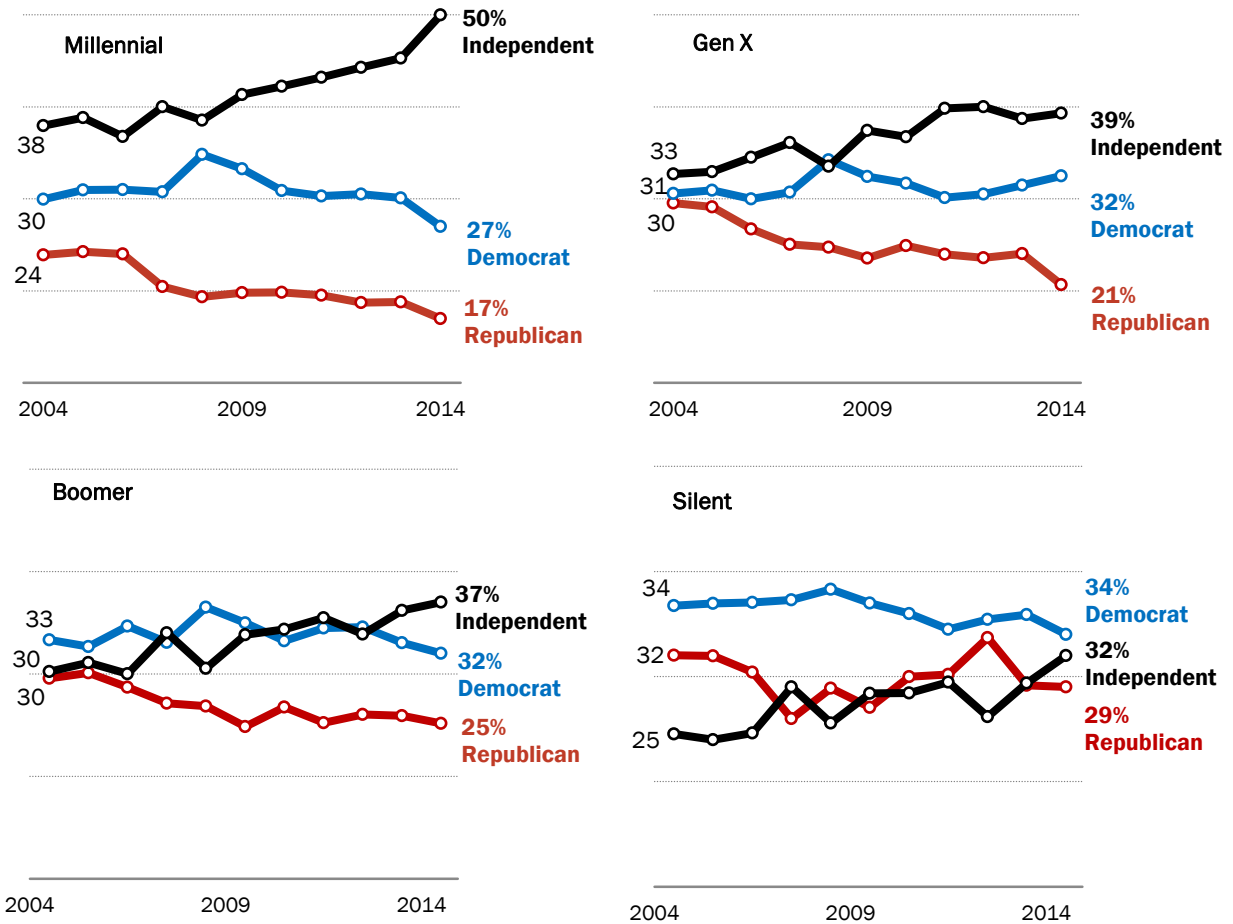 Millennial
50%
Independent
38
30
24
27%
Democrat
17%
Republican
2004 2009 2014
Gen X
33
31
30
39%
Independent
32%
Democrat
21%
Republican
2004 2009 2014
Boomer
33
30
30
37%
Independent
32%
Democrat
25%
Republican
2004 2009 2014
Silent
34
32
25
34%
Democrat
32%
Independent
29%
Republican
2004 2009 2014